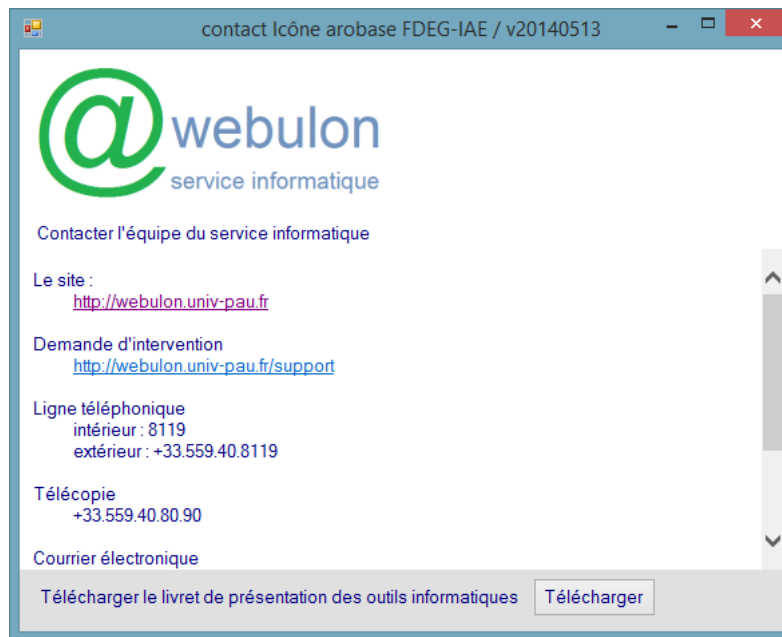 contact Icône arobase FDEG-IAE / v20140513
@webulon
service informatique
Contacter l'équipe du service informatique
Le site :
http://webulon.univ-pau.fr
Demande d'intervention
http://webulon.univ-pau.fr/support
Ligne téléphonique
intérieur : 8119
extérieur : +33.559.40.8119
Télécopie
+33.559.40.80.90
Courrier électronique
Télécharger le livret de présentation des outils informatiques Télécharger